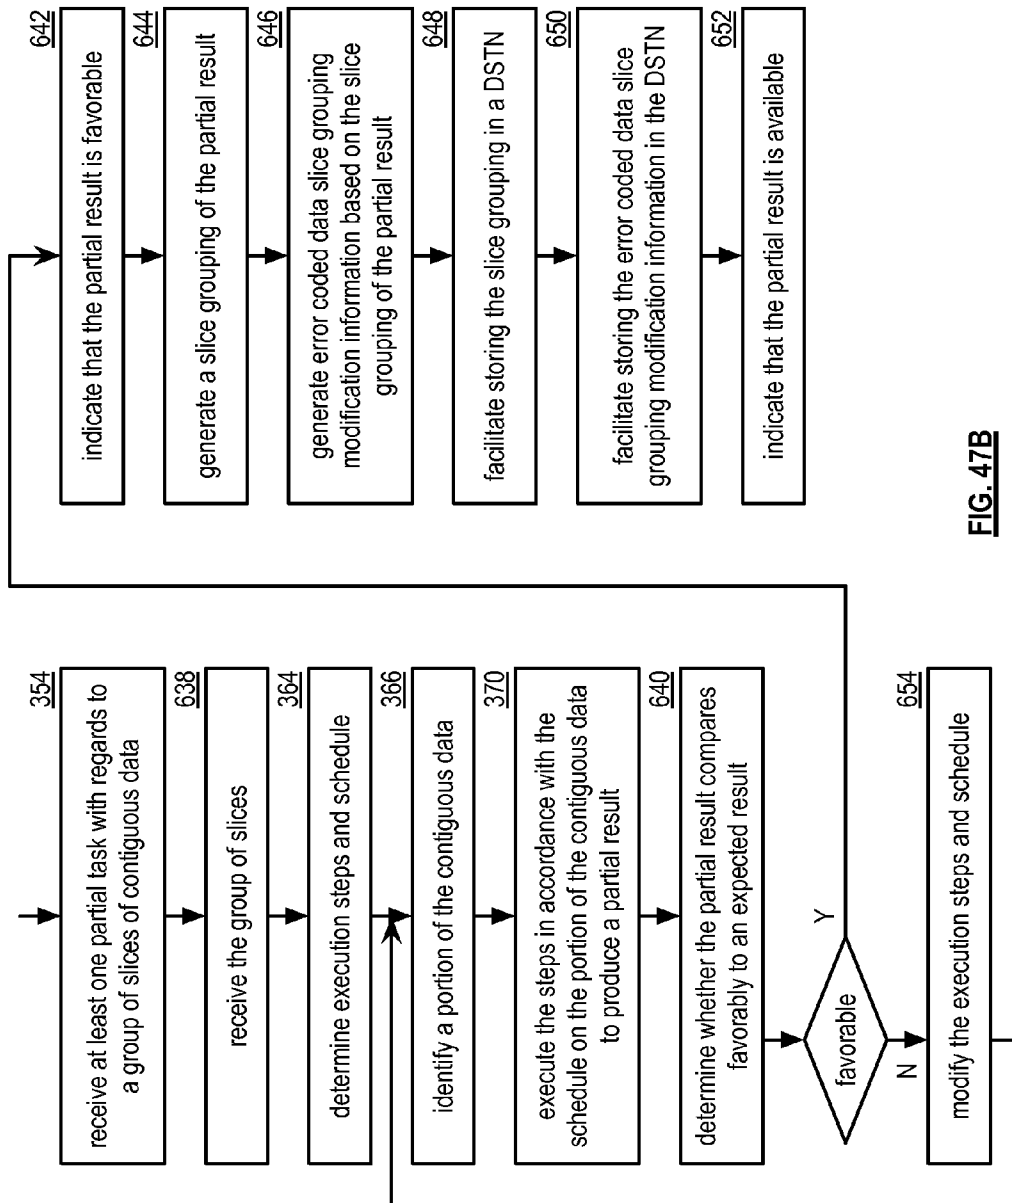 354
receive at least one partial task with regards to
a group of slices of contiguous data
638
receive the group of slices
364
determine execution steps and schedule
366
identify a portion of the contiguous data
370
execute the steps in accordance with the
schedule on the portion of the contiguous data
to produce a partial result
640
determine whether the partial result compares
favorably to an expected result
favorable
Y
N
654
modify the execution steps and schedule
642
indicate that the partial result is favorable
644
generate a slice grouping of the partial result
646
generate error coded data slice grouping
modification information based on the slice
grouping of the partial result
648
facilitate storing the slice grouping in a DSTN
650
facilitate storing the error coded data slice
grouping modification information in the DSTN
652
indicate that the partial result is available
FIG. 47B